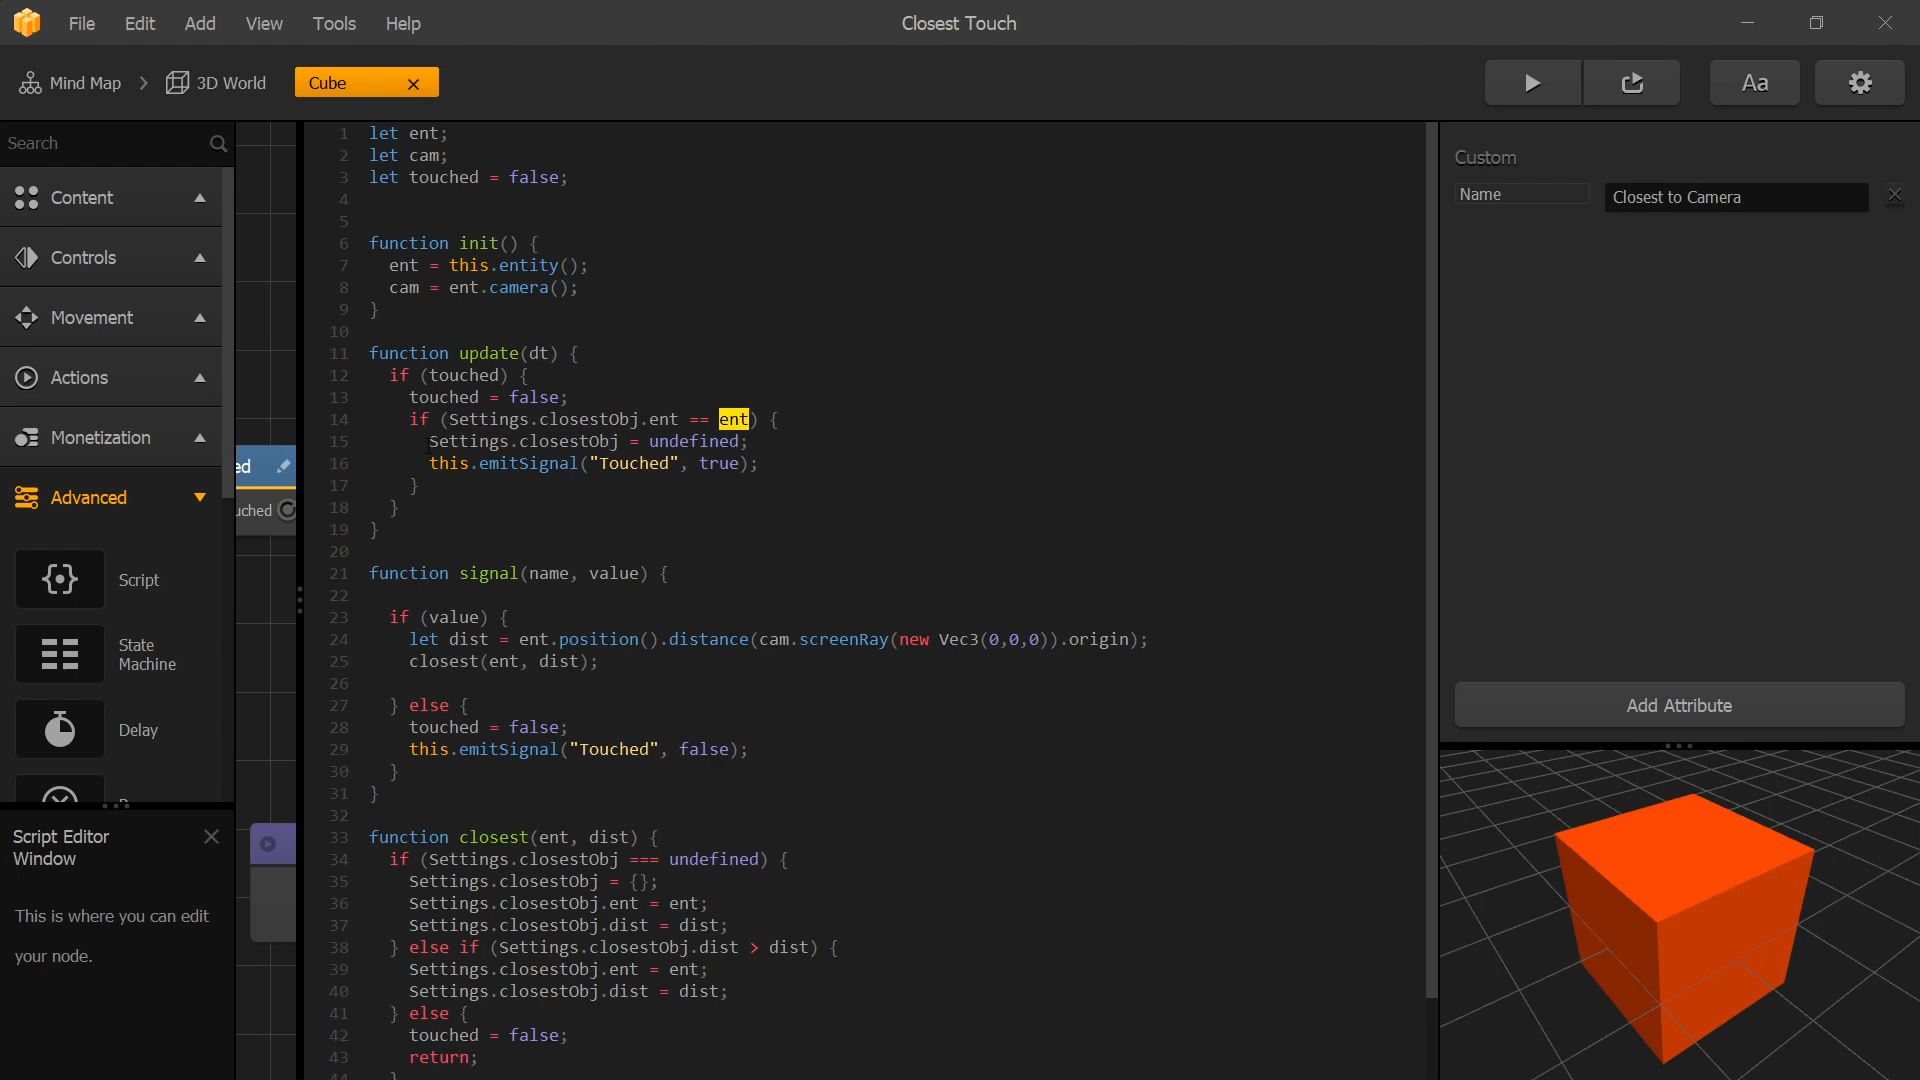 File Edit Add View Tools Help
Closest Touch
Mind Map
3D World
Cube
Aa
Search
Content
Controls
Movement
Actions
Monetization
Advanced
Script
State
Machine
Delay
Script Editor
Window
This is where you can edit
your node.
ed
uched
1 let ent;
2 let cam;
3 let touched = false;
4
5
6 function init() {
7 ent = this.entity();
8 cam = ent.camera();
9 }
10
11 function update(dt) {
12 if (touched) {
13 touched = false;
14 if (Settings.closestObj.ent == ent) {
15 Settings.closestObj = undefined;
16 this.emitSignal("Touched", true);
17 }
18 }
19 }
20
21 function signal(name, value) {
22
23 if (value) {
24 let dist = ent.position().distance(cam.screenRay(new Vec3(0,0,0)).origin);
25 closest(ent, dist);
26
27 } else {
28 touched = false;
29 this.emitSignal("Touched", false);
30 }
31 }
32
33 function closest(ent, dist) {
34 if (Settings.closestObj === undefined) {
35 Settings.closestObj = {};
36 Settings.closestObj.ent = ent;
37 Settings.closestObj.dist = dist;
38 } else if (Settings.closestObj.dist > dist) {
39 Settings.closestObj.ent = ent;
40 Settings.closestObj.dist = dist;
41 } else {
42 touched = false;
43 return;
44 }
Custom
Name
Closest to Camera
Add Attribute